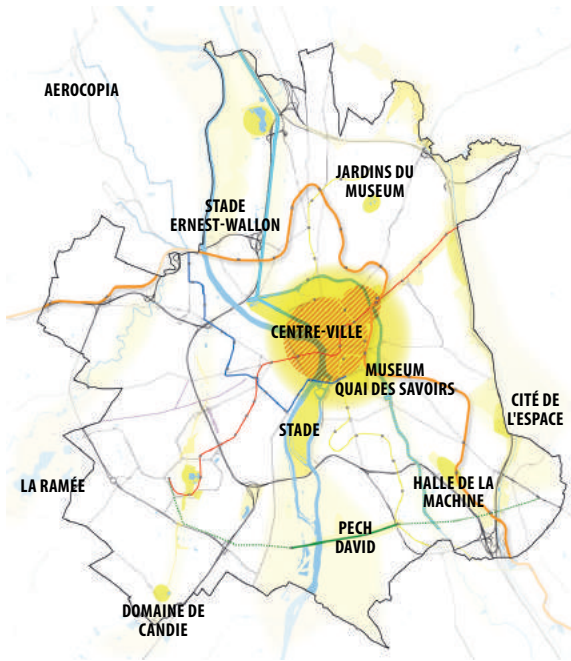 AEROCOPIA
JARDINS DU
MUSEUM
STADE
ERNEST-WALLON
CENTRE-VILLE
MUSEUM
QUAI DES SAVOIRS
CITÉ DE
L'ESPACE
STADE
LA RAMÉE
HALLE DE LA
MACHINE
PECH
DAVID
DOMAINE DE
CANDIE